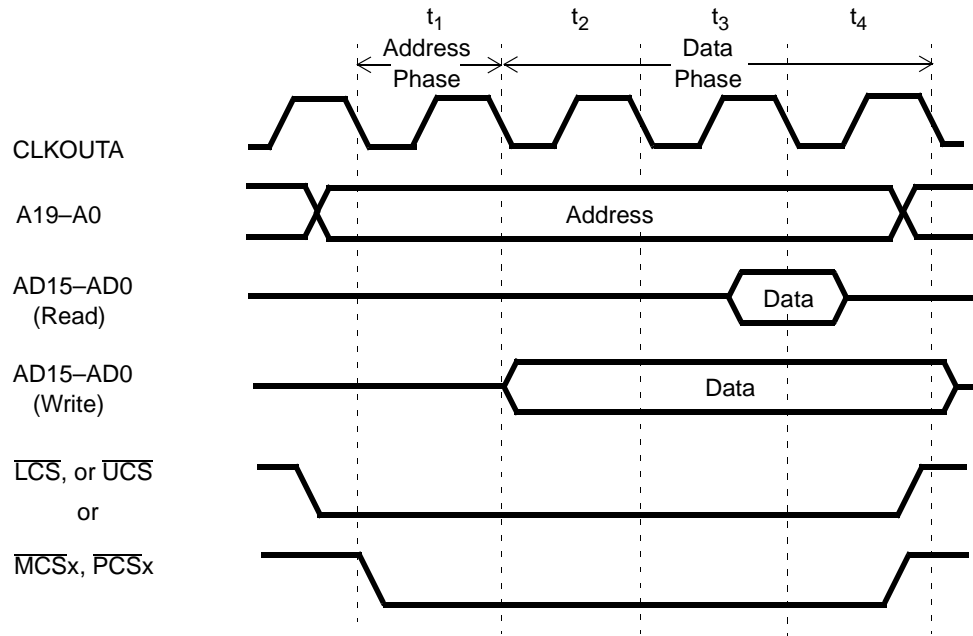 t1
t2
t3
t4
Address
Phase
Data
Phase
CLKOUTA
A19–A0
Address
AD15–AD0
(Read)
Data
AD15–AD0
(Write)
Data
LCS, or UCS
or
MCSx, PCSx